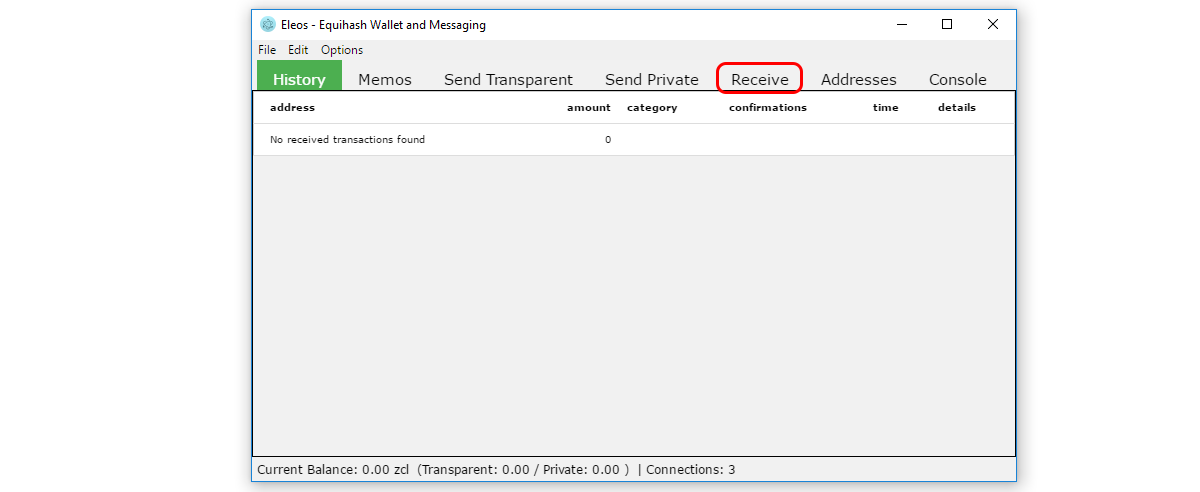 Eleos - Equihash Wallet and Messaging
File Edit Options
History Memos Send Transparent Send Private Receive Addresses Console
address amount category confirmations time details
No received transactions found 0
Current Balance: 0.00 zcl (Transparent: 0.00 / Private: 0.00 ) | Connections: 3